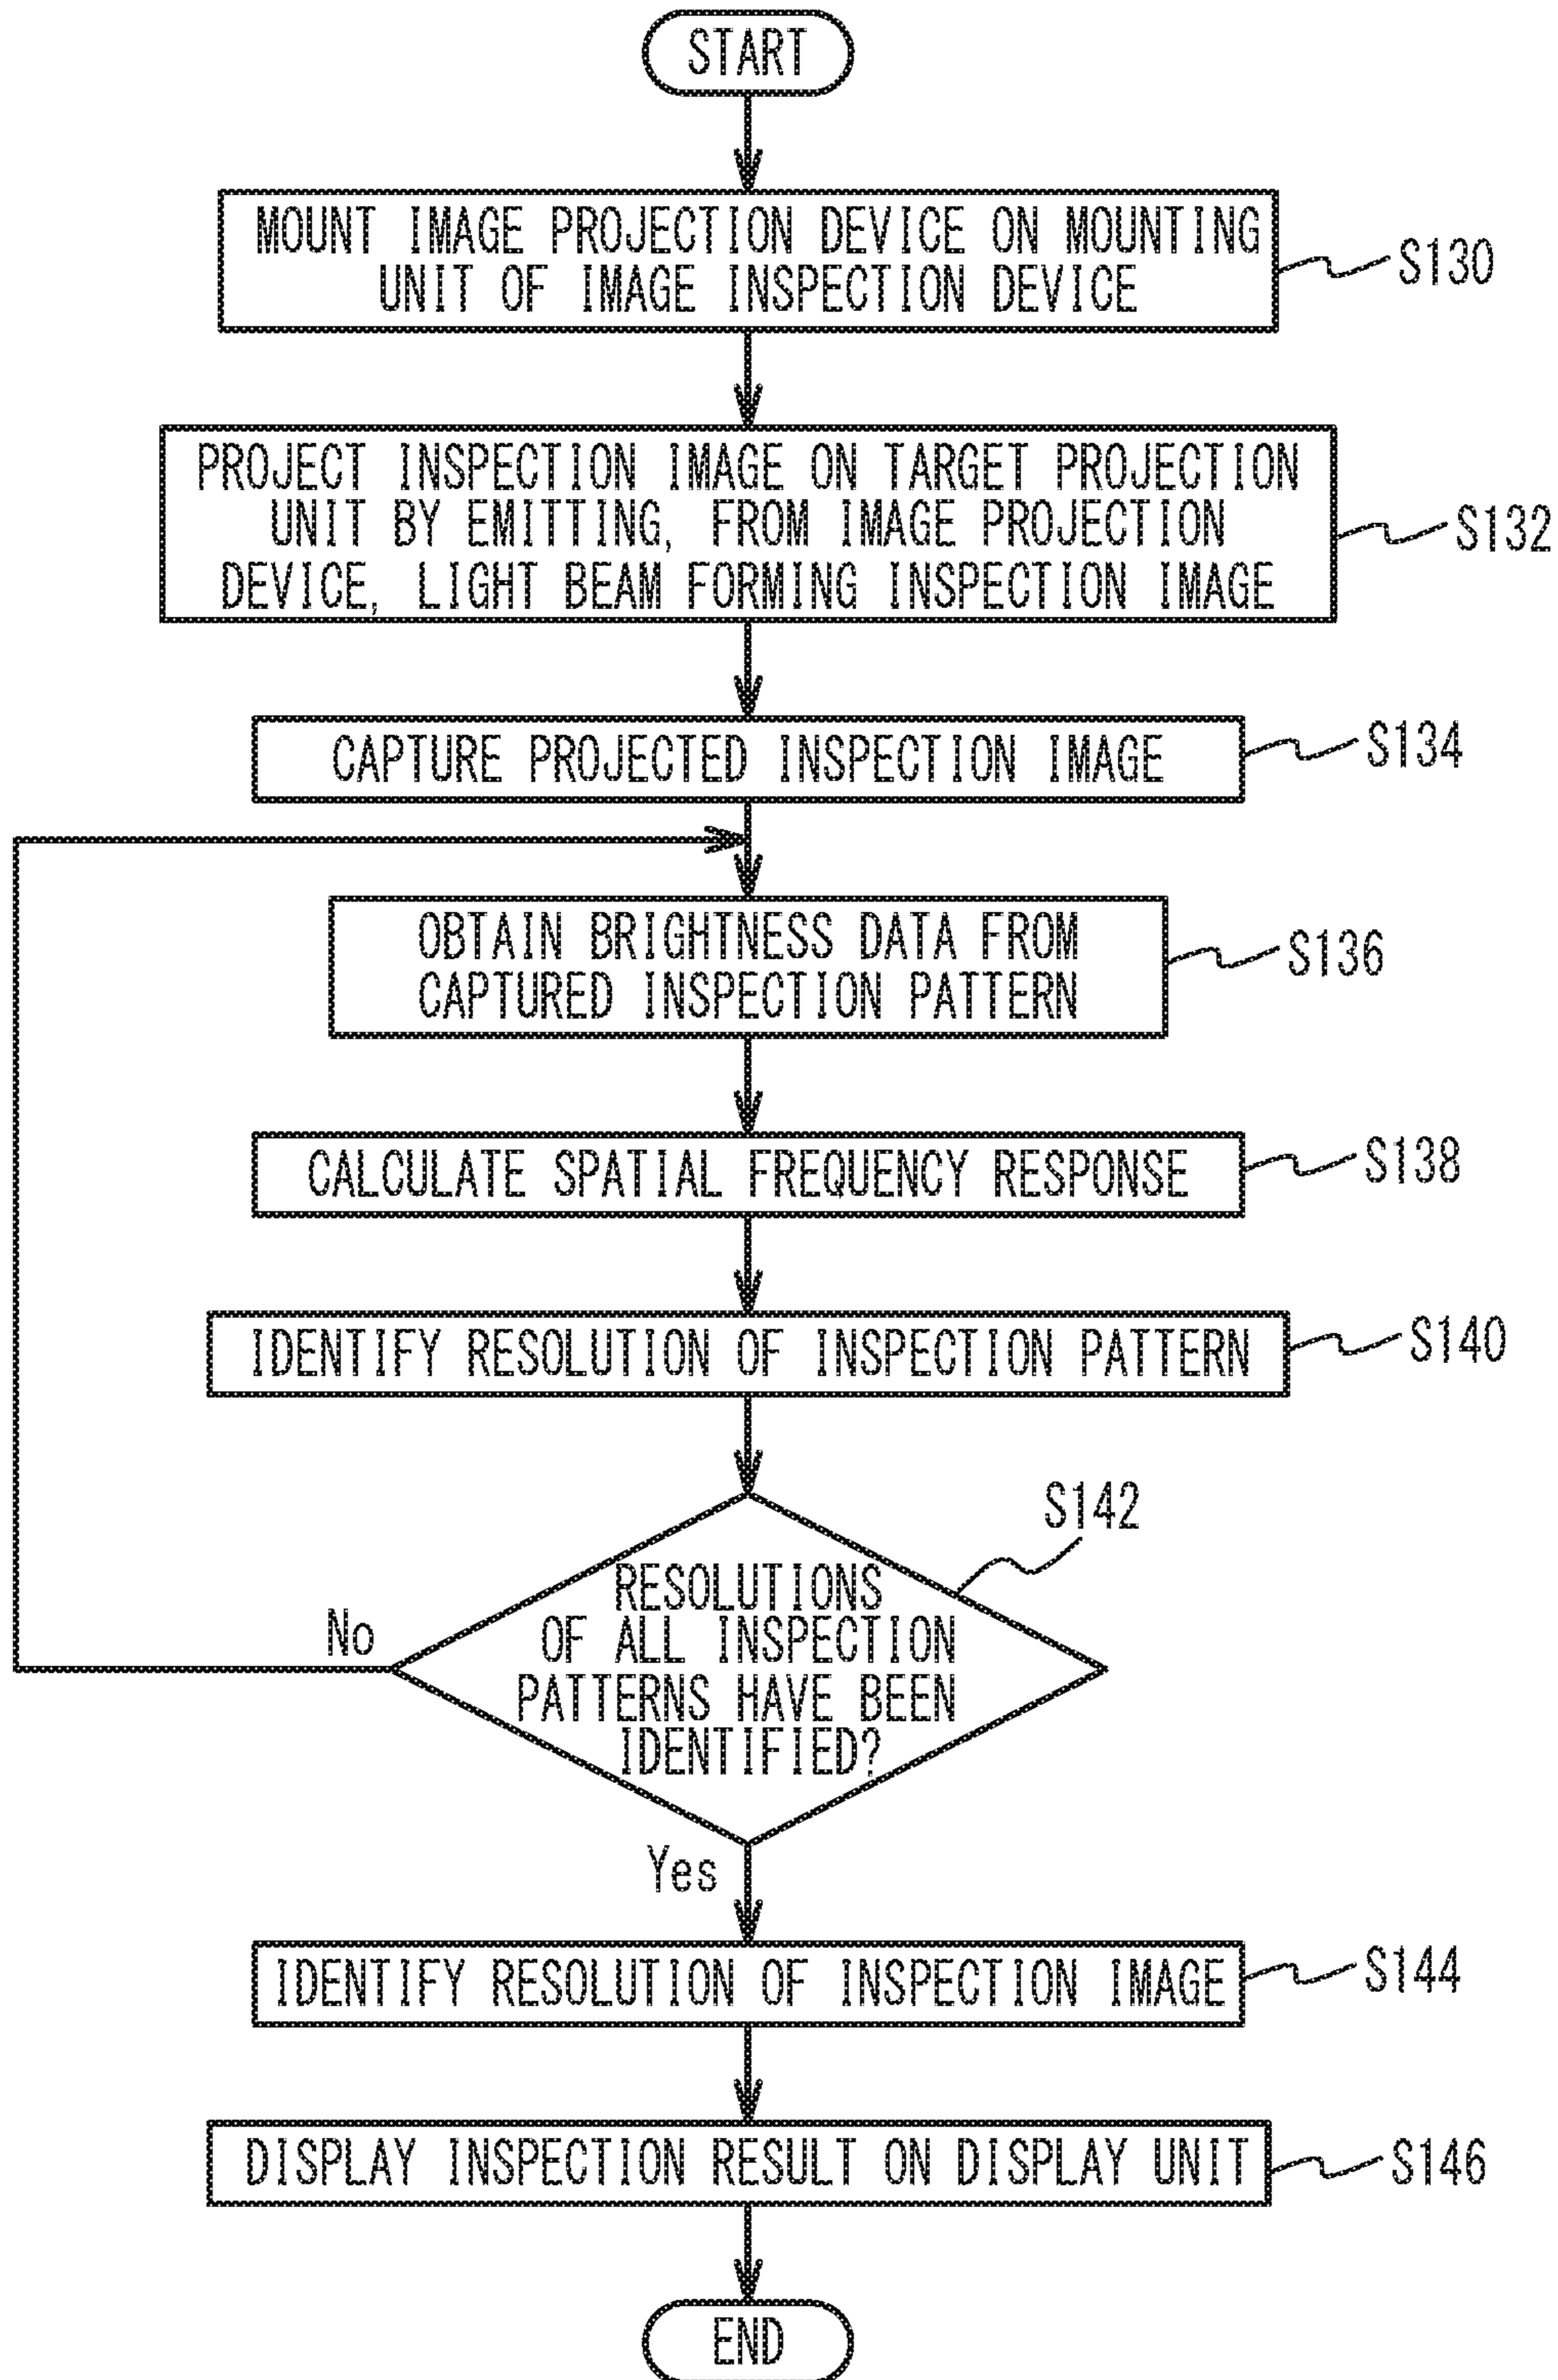 START
MOUNT IMAGE PROJECTION DEVICE ON MOUNTING
UNIT OF IMAGE INSPECTION DEVICE
S130
PROJECT INSPECTION IMAGE ON TARGET PROJECTION
UNIT BY EMITTING, FROM IMAGE PROJECTION
DEVICE, LIGHT BEAM FORMING INSPECTION IMAGE
S132
CAPTURE PROJECTED INSPECTION IMAGE
S134
OBTAIN BRIGHTNESS DATA FROM
CAPTURED INSPECTION PATTERN
S136
CALCULATE SPATIAL FREQUENCY RESPONSE
S138
IDENTIFY RESOLUTION OF INSPECTION PATTERN
S140
S142
RESOLUTIONS
OF ALL INSPECTION
PATTERNS HAVE BEEN
IDENTIFIED?
No
Yes
IDENTIFY RESOLUTION OF INSPECTION IMAGE
S144
DISPLAY INSPECTION RESULT ON DISPLAY UNIT
S146
END